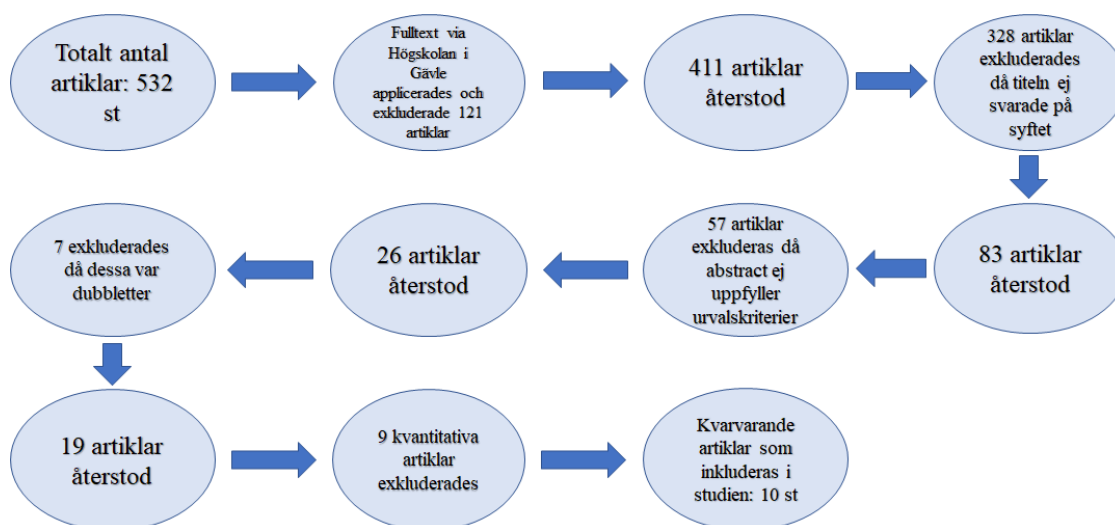 Totalt antal
artiklar: 532
st
Fulltext via
Högskolan i
Gävle
applicerades och
exkluderade 121
artiklar
411 artiklar
återstod
328 artiklar
exkluderades
då titeln ej
svarade på
syftet
83 artiklar
återstod
57 artiklar
exkluderas då
abstract ej
uppfyller
urvalskriterier
26 artiklar
återstod
7 exkluderades
då dessa var
dubbletter
19 artiklar
återstod
9 kvantitativa
artiklar
exkluderades
Kvarvarande
artiklar som
inkluderas i
studien: 10 st